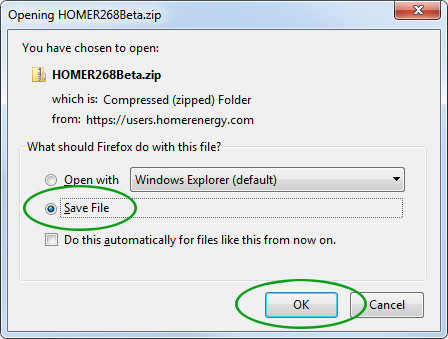 Opening HOMER268Beta.zip
You have chosen to open:
HOMER268Beta.zip
which is: Compressed (zipped) Folder
from: https://users.homerenergy.com
What should Firefox do with this file?
Open with Windows Explorer (default)
Save File
Do this automatically for files like this from now on.
OK Cancel